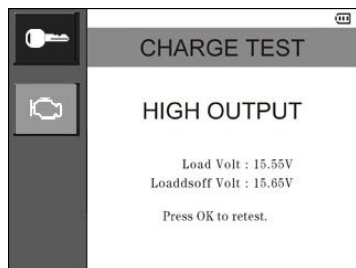 CHARGE TEST
HIGH OUTPUT
Load Volt : 15.55V
Loaddsoff Volt : 15.65V
Press OK to retest.